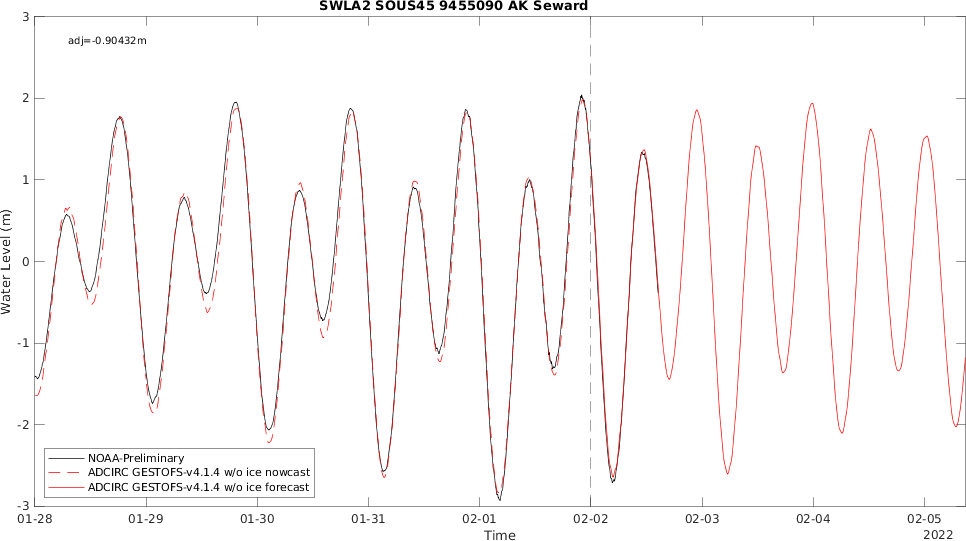 SWLA2 SOUS45 9455090 AK Seward
adj=-0.90432m
Water Level (m)
3
2
1
0
-1
-2
-3
NOAA-Preliminary
ADCIRC GESTOFS-v4.1.4 w/o ice nowcast
ADCIRC GESTOFS-v4.1.4 w/o ice forecast
01-28 01-29 01-30 01-31 02-01 02-02 02-03 02-04 02-05
Time
2022